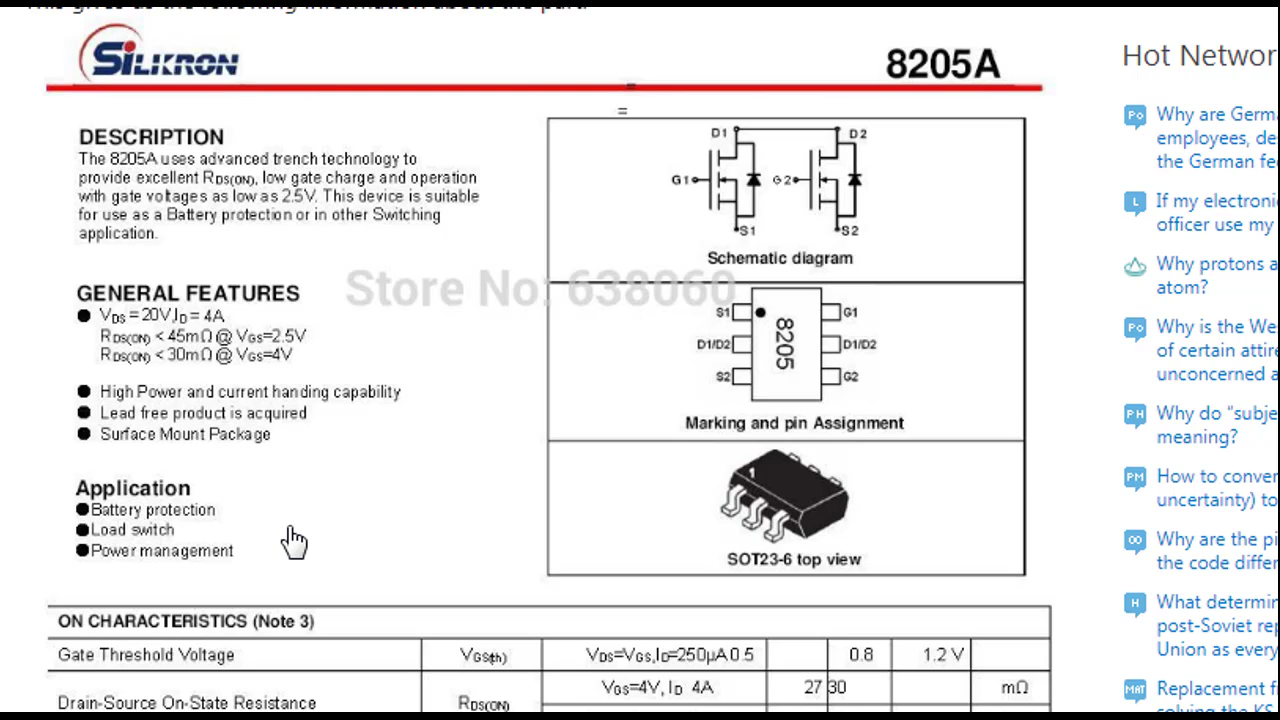 SILIKRON
8205A
=
=
DESCRIPTION
The 8205A uses advanced trench technology to
provide excellent RDS(ON), low gate charge and operation
with gate voltages as low as 2.5V. This device is suitable
for use as a Battery protection or in other Switching
application.
GENERAL FEATURES
● VDS = 20V,ID = 4A
RDS(ON) < 45mΩ @ VGS=2.5V
RDS(ON) < 30mΩ @ VGS=4V
● High Power and current handing capability
● Lead free product is acquired
● Surface Mount Package
Application
●Battery protection
●Load switch
●Power management
D1 D2
G1 G2
S1 S2
Schematic diagram
Store No: 638060
S1 G1
D1/D2 8205 D1/D2
S2 G2
Marking and pin Assignment
SOT23-6 top view
ON CHARACTERISTICS (Note 3)
Gate Threshold Voltage VGS(th) VDS=VGS,ID=250μA 0.5 0.8 1.2 V
Drain-Source On-State Resistance RDS(ON) VGS=4V, ID 4A 27 30 mΩ
Hot Networ
Po Why are Germa
employees, de
the German fe
L If my electroni
officer use my
Why protons a
atom?
Po Why is the We
of certain attire
unconcerned a
PH Why do "subje
meaning?
PM How to conver
uncertainty) to
Why are the pi
the code differ
H What determin
post-Soviet rep
Union as every
MAT Replacement f
solving the KS